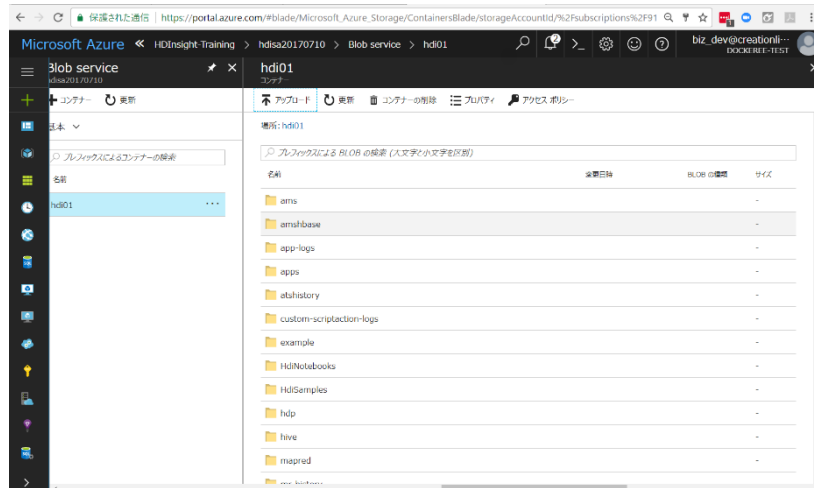 保護された通信 | https://portal.azure.com/#blade/Microsoft_Azure_Storage/ContainersBlade/storageAccountId/%2Fsubscriptions%2F91
Microsoft Azure « HDInsight-Training > hdisa20170710 > Blob service > hdi01
biz_dev@creationli...
DOCKEREE-TEST
Blob service
hdisa20170710
hdi01
コンテナー
+ コンテナー 更新
アップロード 更新 コンテナーの削除 プロパティ アクセス ポリシー
基本
場所: hdi01
プレフィックスによるコンテナーの検索
プレフィックスによる BLOB の検索 (大文字と小文字を区別)
名前
名前 変更日時 BLOB の種類 サイズ
hdi01 ...
ams -
amshbase -
app-logs -
apps -
atshistory -
custom-scriptaction-logs -
example -
HdiNotebooks -
HdiSamples -
hdp -
hive -
mapred -